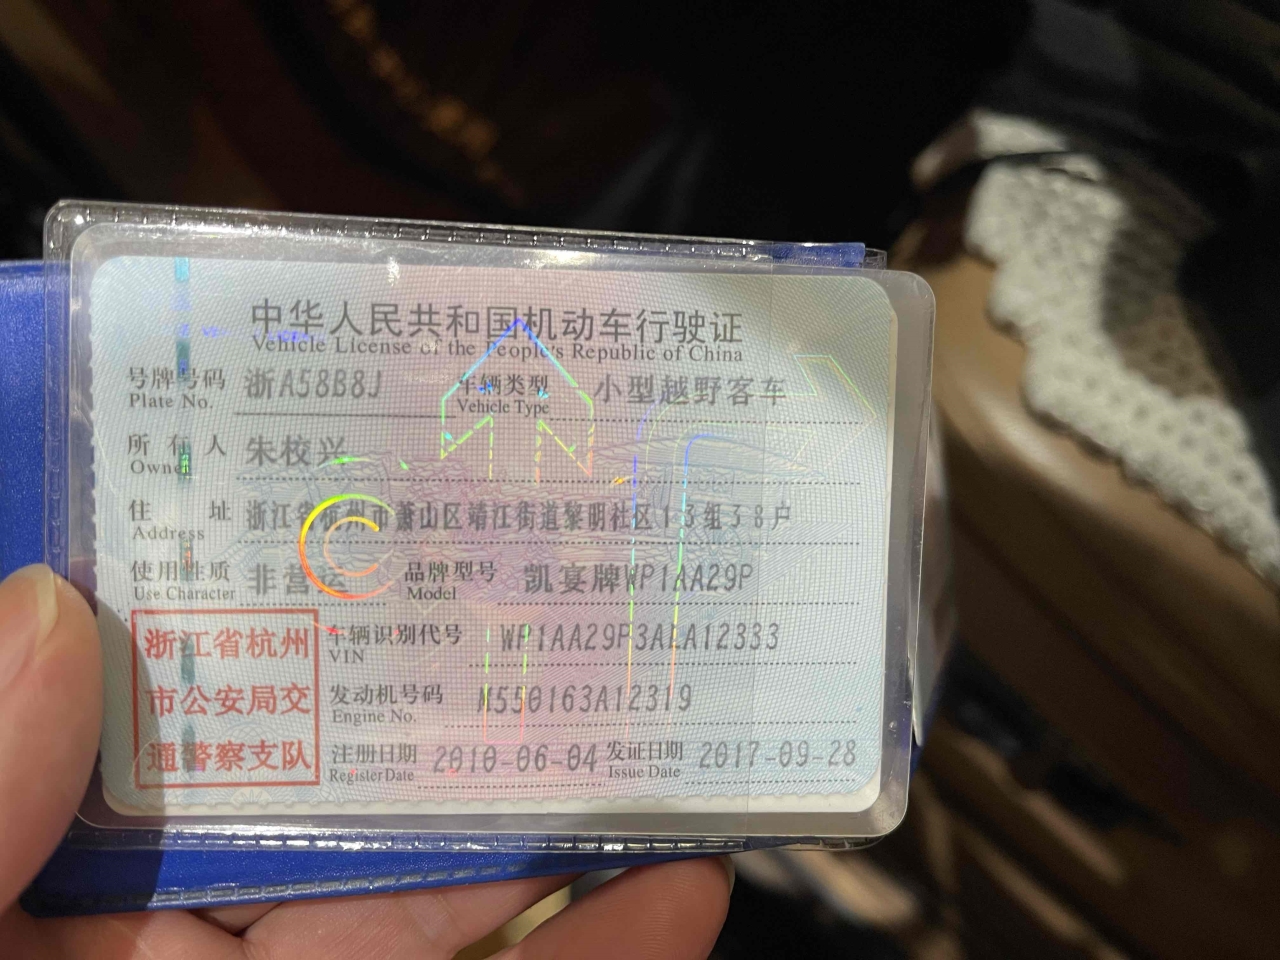 中华人民共和国机动车行驶证
Vehicle License of the People's Republic of China
号牌号码 浙A58B8J 车辆类型 小型越野客车
Plate No. Vehicle Type
所有人 朱校兴
Owner
住址 浙江省杭州市萧山区靖江街道黎明社区13组38户
Address
使用性质 非营运 品牌型号 凯宴牌WP1AA29P
Use Character Model
浙江省杭州 车辆识别代号 WP1AA29P3ALA12333
VIN
市公安局交 发动机号码 M550163A12319
Engine No.
通警察支队 注册日期 2010-06-04 发证日期 2017-09-28
Register Date Issue Date